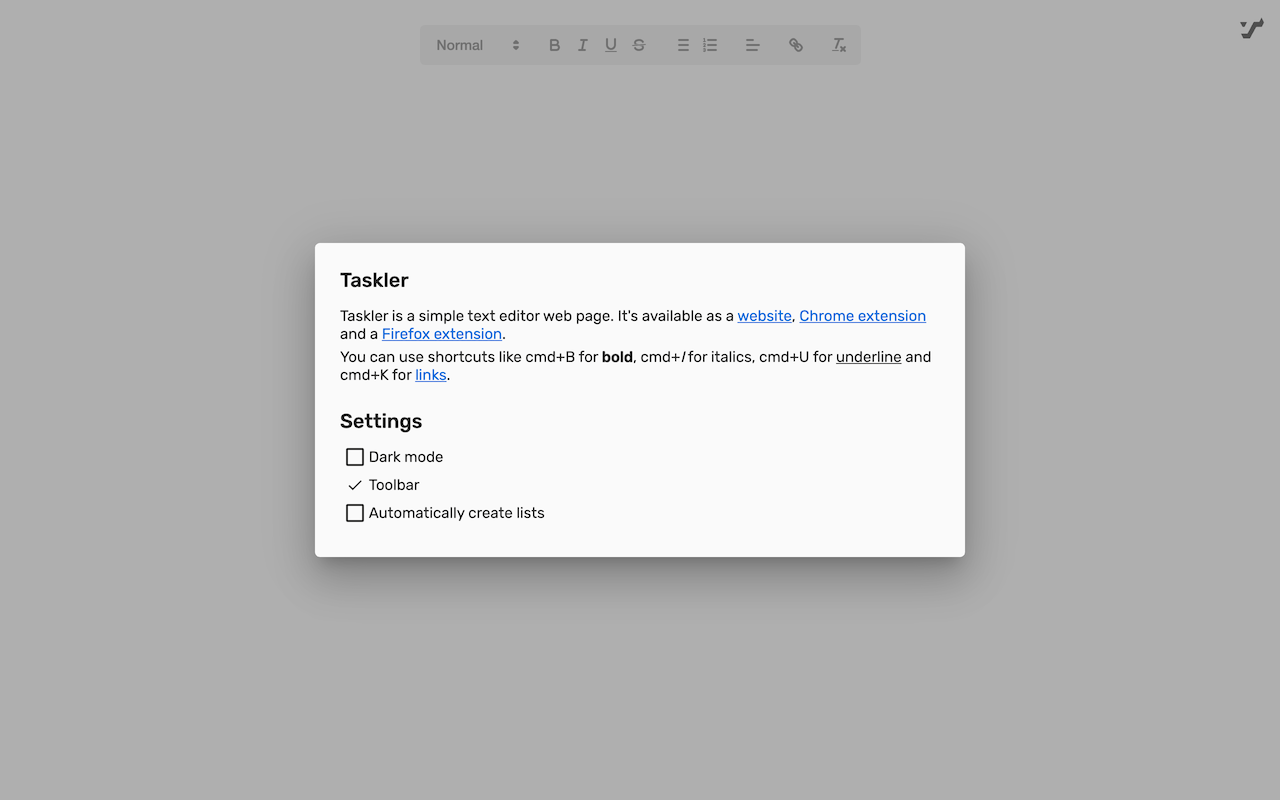 Normal
Taskler
Taskler is a simple text editor web page. It's available as a website, Chrome extension
and a Firefox extension.
You can use shortcuts like cmd+B for bold, cmd+I for italics, cmd+U for underline and
cmd+K for links.
Settings
Dark mode
Toolbar
Automatically create lists